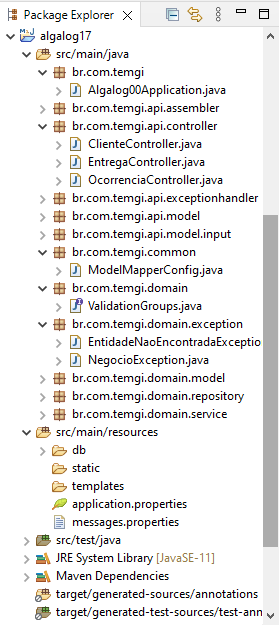 Package Explorer
algalog17
src/main/java
br.com.temgi
Algalog00Application.java
br.com.temgi.api.assembler
br.com.temgi.api.controller
ClienteController.java
EntregaController.java
OcorrenciaController.java
br.com.temgi.api.exceptionhandler
br.com.temgi.api.model
br.com.temgi.api.model.input
br.com.temgi.common
ModelMapperConfig.java
br.com.temgi.domain
ValidationGroups.java
br.com.temgi.domain.exception
EntidadeNaoEncontradaExceptio
NegocioException.java
br.com.temgi.domain.model
br.com.temgi.domain.repository
br.com.temgi.domain.service
src/main/resources
db
static
templates
application.properties
messages.properties
src/test/java
JRE System Library [JavaSE-11]
Maven Dependencies
target/generated-sources/annotations
target/generated-test-sources/test-ann